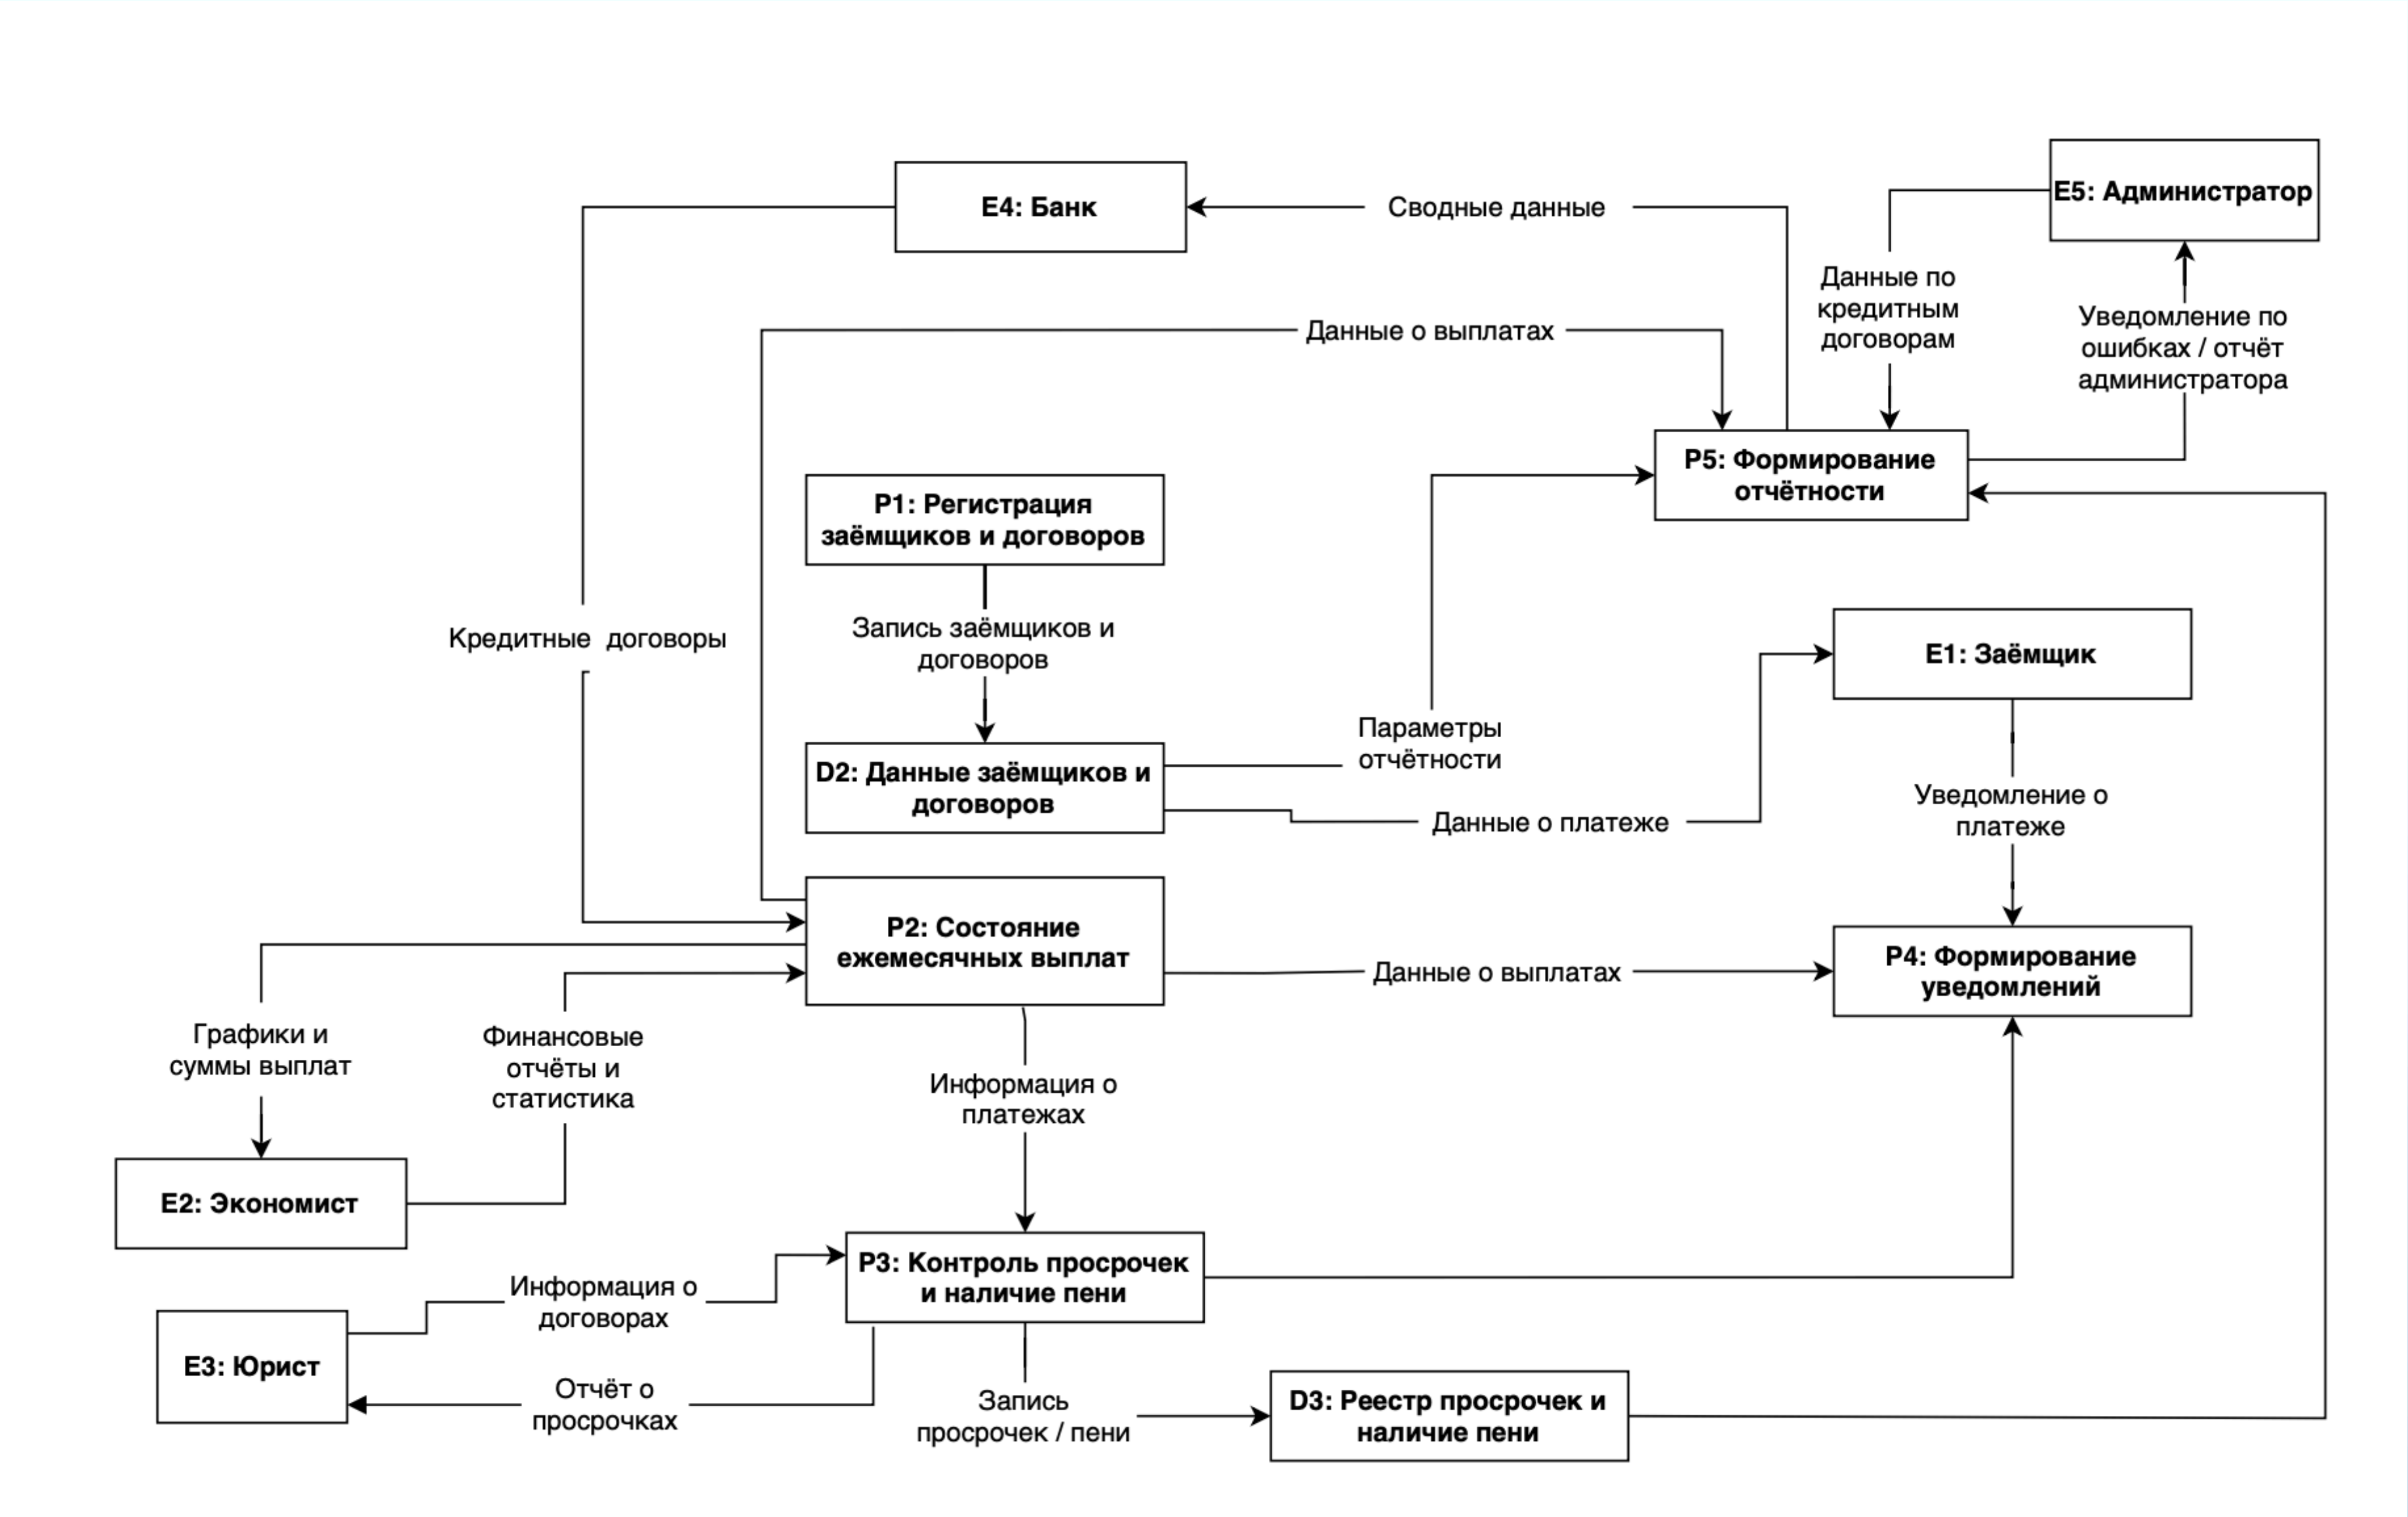 E4: Банк
Сводные данные
E5: Администратор
Данные по
кредитным
договорам
Уведомление по
ошибках / отчёт
администратора
Данные о выплатах
P5: Формирование
отчётности
P1: Регистрация
заёмщиков и договоров
Кредитные договоры
Запись заёмщиков и
договоров
E1: Заёмщик
Параметры
отчётности
D2: Данные заёмщиков и
договоров
Данные о платеже
Уведомление о
платеже
P2: Состояние
ежемесячных выплат
Данные о выплатах
P4: Формирование
уведомлений
Графики и
суммы выплат
Финансовые
отчёты и
статистика
Информация о
платежах
E2: Экономист
P3: Контроль просрочек
и наличие пени
Информация о
договорах
E3: Юрист
Отчёт о
просрочках
Запись
просрочек / пени
D3: Реестр просрочек и
наличие пени